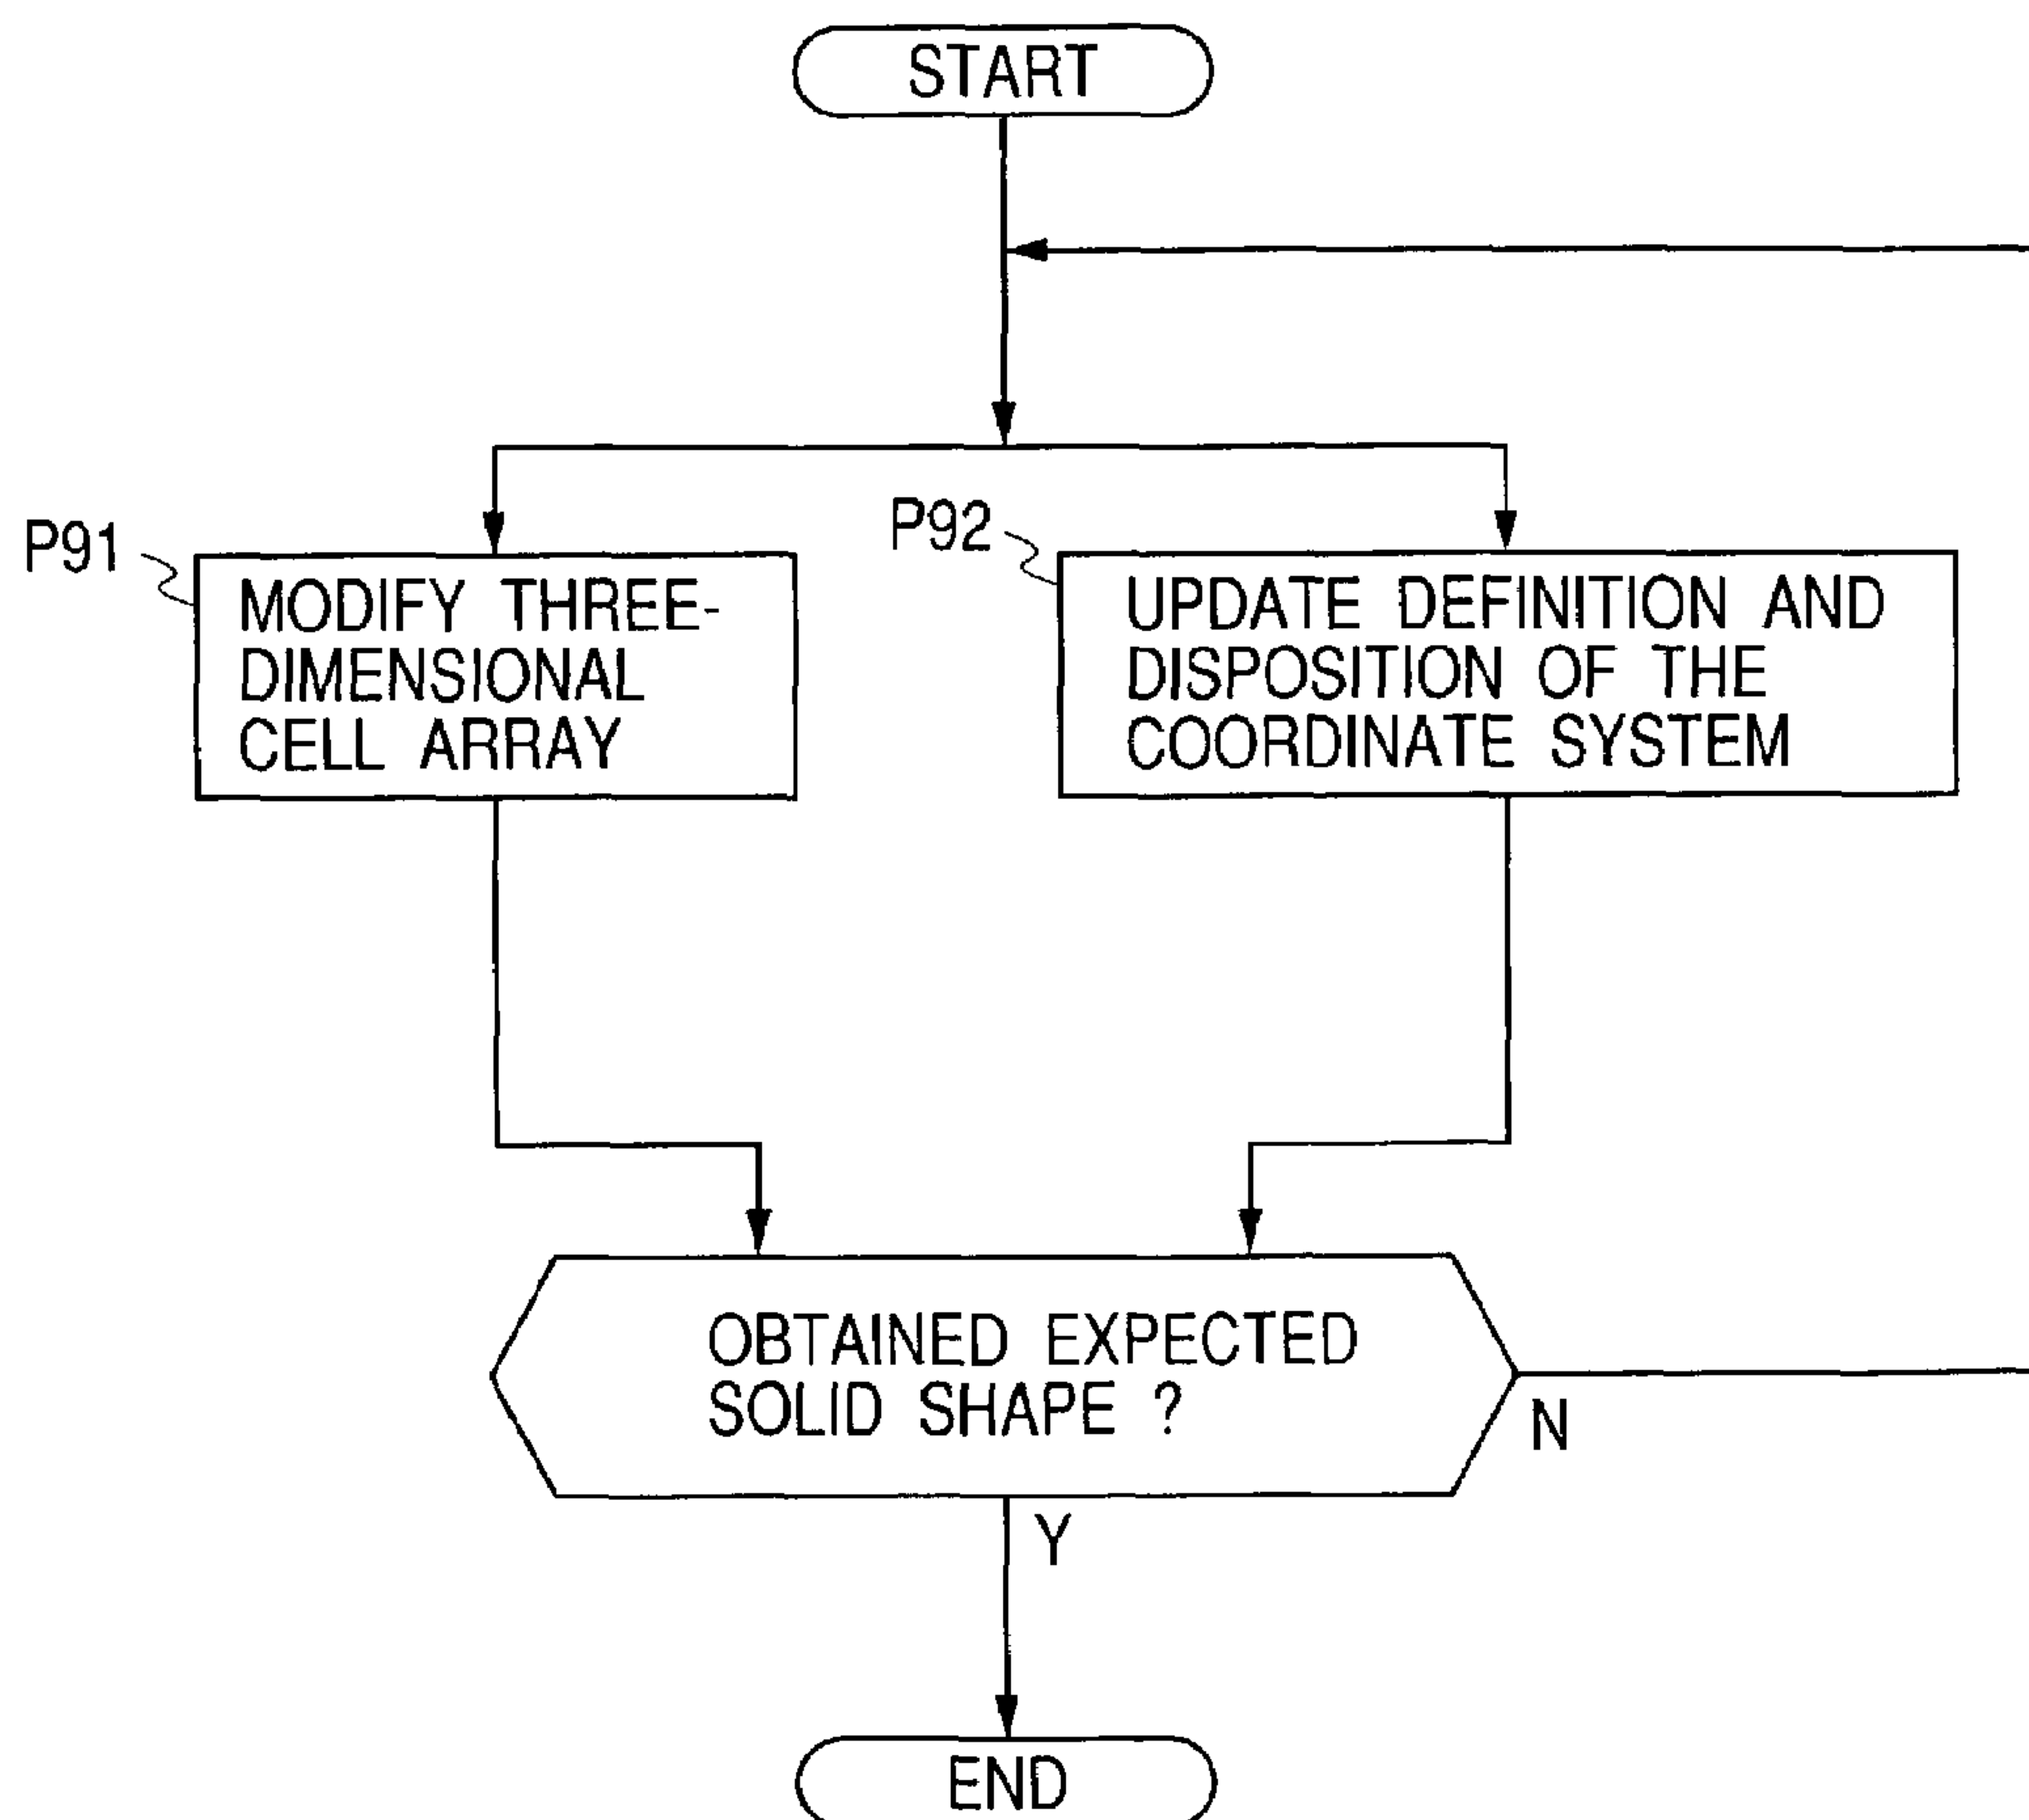 START
P91
MODIFY THREE-
DIMENSIONAL
CELL ARRAY
P92
UPDATE DEFINITION AND
DISPOSITION OF THE
COORDINATE SYSTEM
OBTAINED EXPECTED
SOLID SHAPE ?
N
Y
END